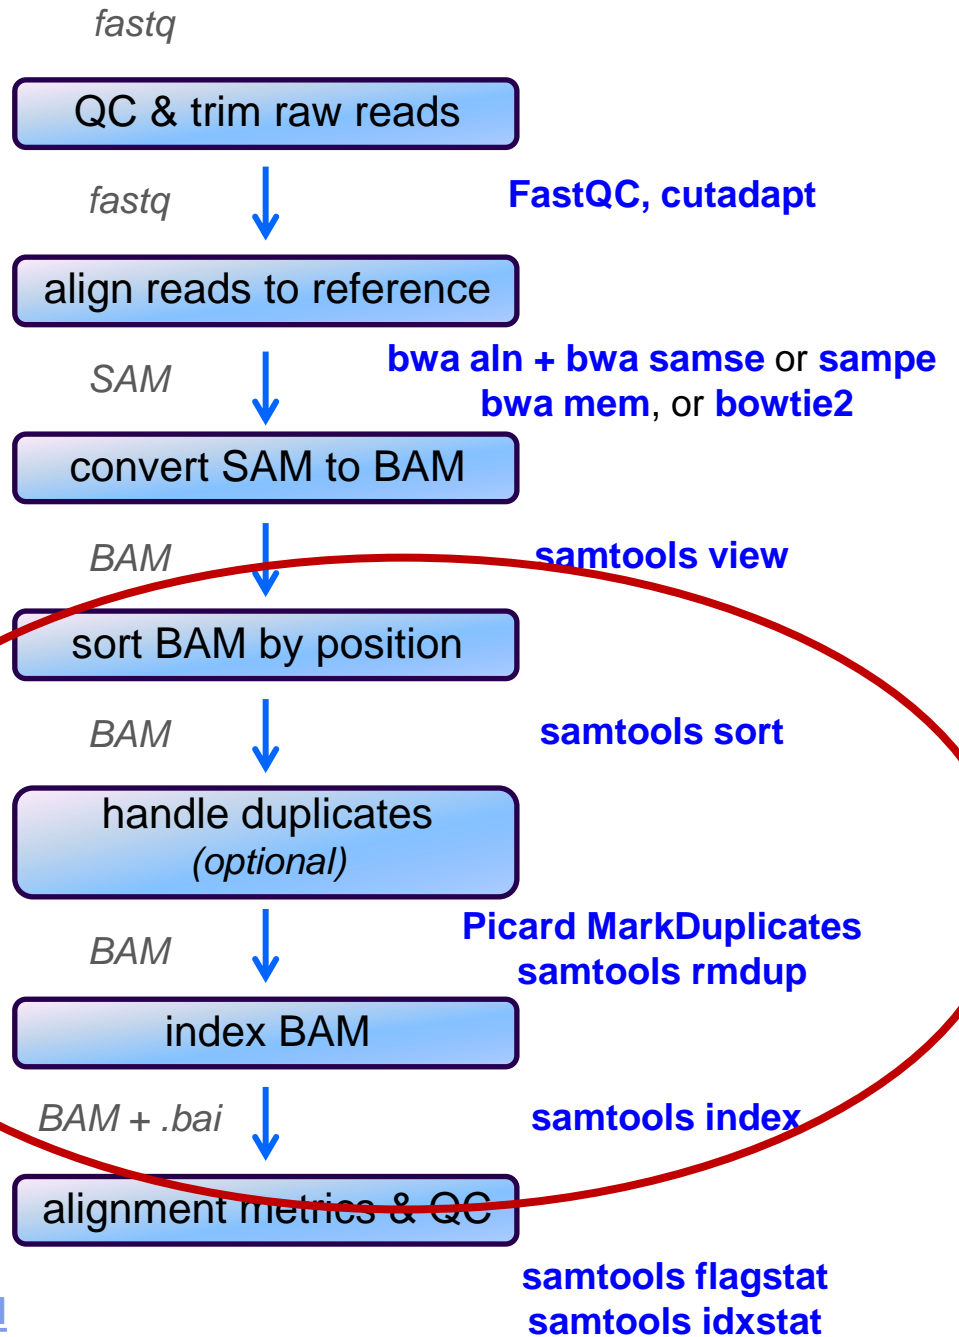 fastq
QC & trim raw reads
fastq
FastQC, cutadapt
align reads to reference
SAM
bwa aln + bwa samse or sampe
bwa mem, or bowtie2
convert SAM to BAM
BAM
samtools view
sort BAM by position
BAM
samtools sort
handle duplicates
(optional)
BAM
Picard MarkDuplicates
samtools rmdup
index BAM
BAM + .bai
samtools index
alignment metrics & QC
samtools flagstat
samtools idxstat